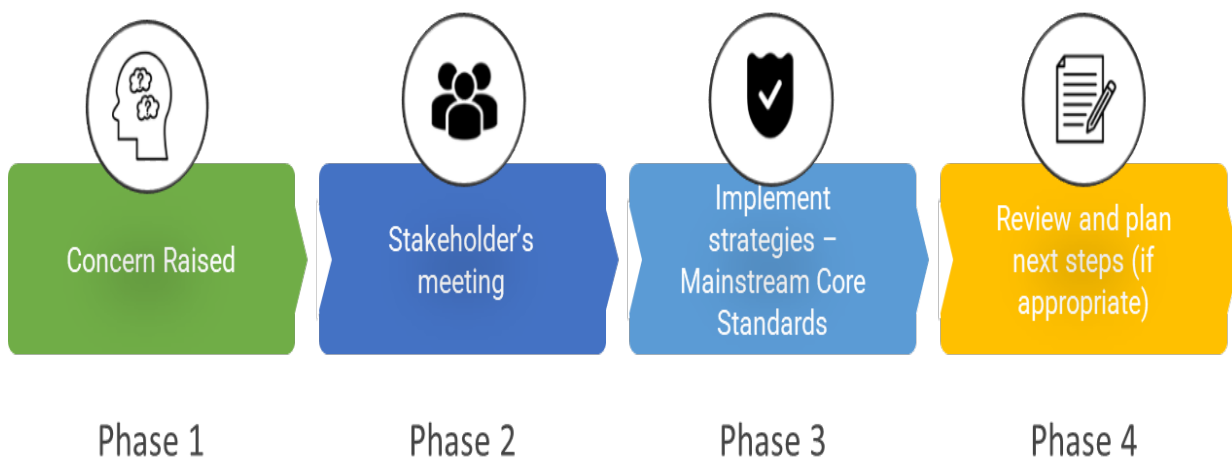 Concern Raised
Stakeholder's
meeting
Implement
strategies –
Mainstream Core
Standards
Review and plan
next steps (if
appropriate)
Phase 1
Phase 2
Phase 3
Phase 4